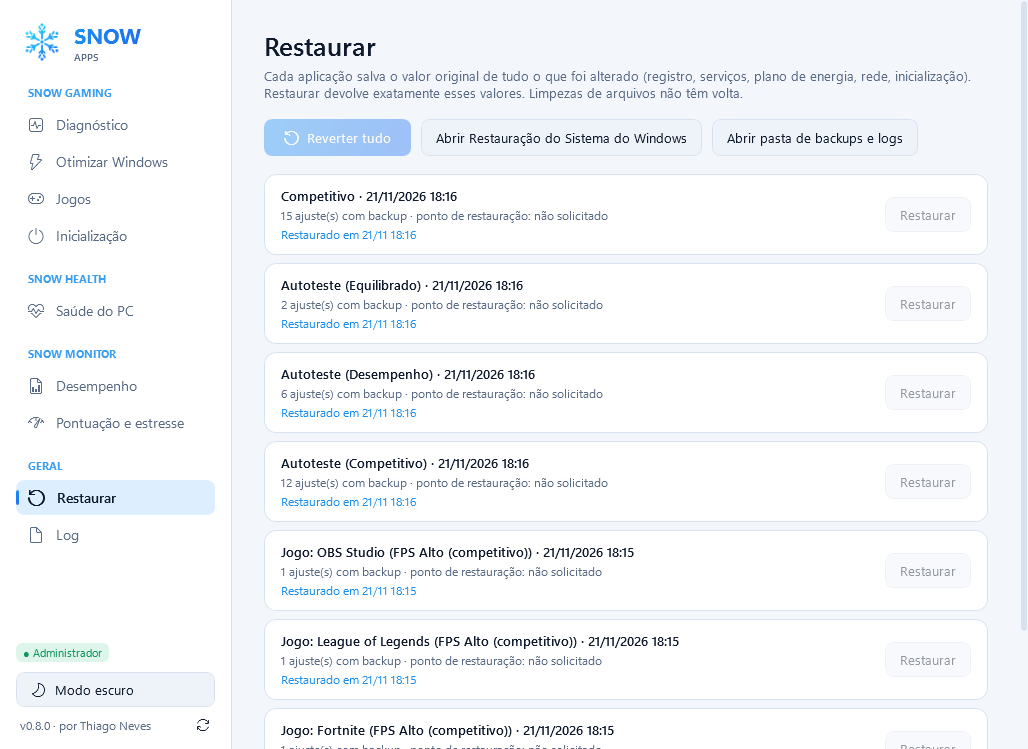 SNOW
APPS
SNOW GAMING
Diagnóstico
Otimizar Windows
Jogos
Inicialização
SNOW HEALTH
Saúde do PC
SNOW MONITOR
Desempenho
Pontuação e estresse
GERAL
Restaurar
Log
Administrador
Modo escuro
v0.8.0 · por Thiago Neves
Restaurar
Cada aplicação salva o valor original de tudo o que foi alterado (registro, serviços, plano de energia, rede, inicialização).
Restaurar devolve exatamente esses valores. Limpezas de arquivos não têm volta.
Reverter tudo
Abrir Restauração do Sistema do Windows
Abrir pasta de backups e logs
Competitivo · 21/11/2026 18:16
15 ajuste(s) com backup · ponto de restauração: não solicitado
Restaurado em 21/11 18:16
Restaurar
Autoteste (Equilibrado) · 21/11/2026 18:16
2 ajuste(s) com backup · ponto de restauração: não solicitado
Restaurado em 21/11 18:16
Restaurar
Autoteste (Desempenho) · 21/11/2026 18:16
6 ajuste(s) com backup · ponto de restauração: não solicitado
Restaurado em 21/11 18:16
Restaurar
Autoteste (Competitivo) · 21/11/2026 18:16
12 ajuste(s) com backup · ponto de restauração: não solicitado
Restaurado em 21/11 18:16
Restaurar
Jogo: OBS Studio (FPS Alto (competitivo)) · 21/11/2026 18:15
1 ajuste(s) com backup · ponto de restauração: não solicitado
Restaurado em 21/11 18:15
Restaurar
Jogo: League of Legends (FPS Alto (competitivo)) · 21/11/2026 18:15
1 ajuste(s) com backup · ponto de restauração: não solicitado
Restaurado em 21/11 18:15
Restaurar
Jogo: Fortnite (FPS Alto (competitivo)) · 21/11/2026 18:15